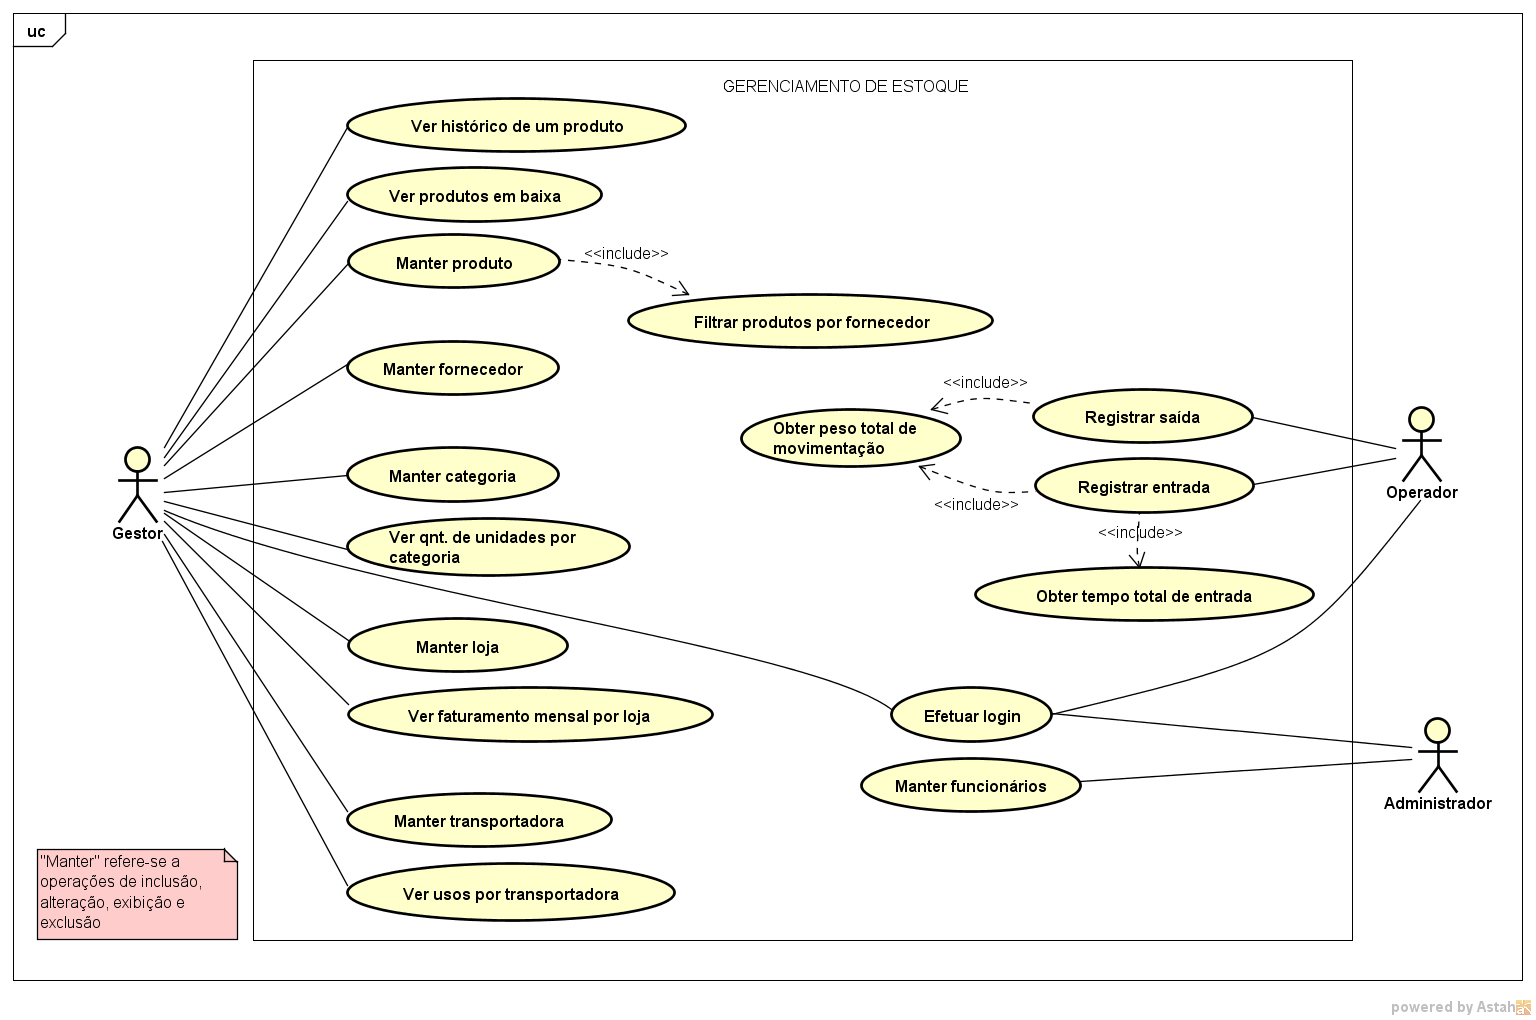 uc
GERENCIAMENTO DE ESTOQUE
Ver histórico de um produto
Ver produtos em baixa
Manter produto
<<include>>
Filtrar produtos por fornecedor
Manter fornecedor
<<include>>
Registrar saída
Obter peso total de
movimentação
Manter categoria
Registrar entrada
<<include>>
Operador
Gestor
Ver qnt. de unidades por
categoria
<<include>>
Obter tempo total de entrada
Manter loja
Ver faturamento mensal por loja
Efetuar login
Manter funcionários
Administrador
Manter transportadora
Ver usos por transportadora
"Manter" refere-se a
operações de inclusão,
alteração, exibição e
exclusão
powered by Astah